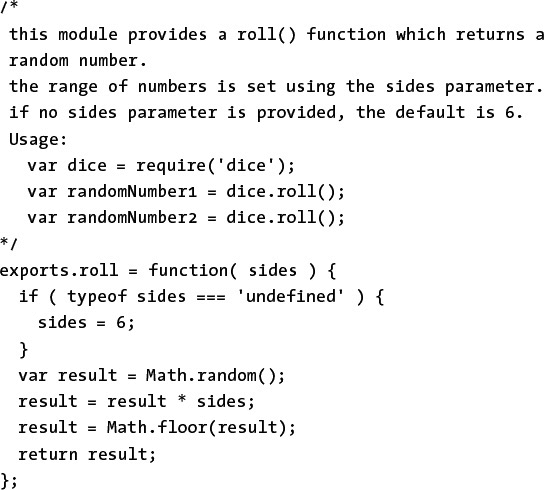 /*
this module provides a roll() function which returns a
random number.
the range of numbers is set using the sides parameter.
if no sides parameter is provided, the default is 6.
Usage:
var dice = require('dice');
var randomNumber1 = dice.roll();
var randomNumber2 = dice.roll();
*/
exports.roll = function( sides ) {
if ( typeof sides === 'undefined' ) {
sides = 6;
}
var result = Math.random();
result = result * sides;
result = Math.floor(result);
return result;
};